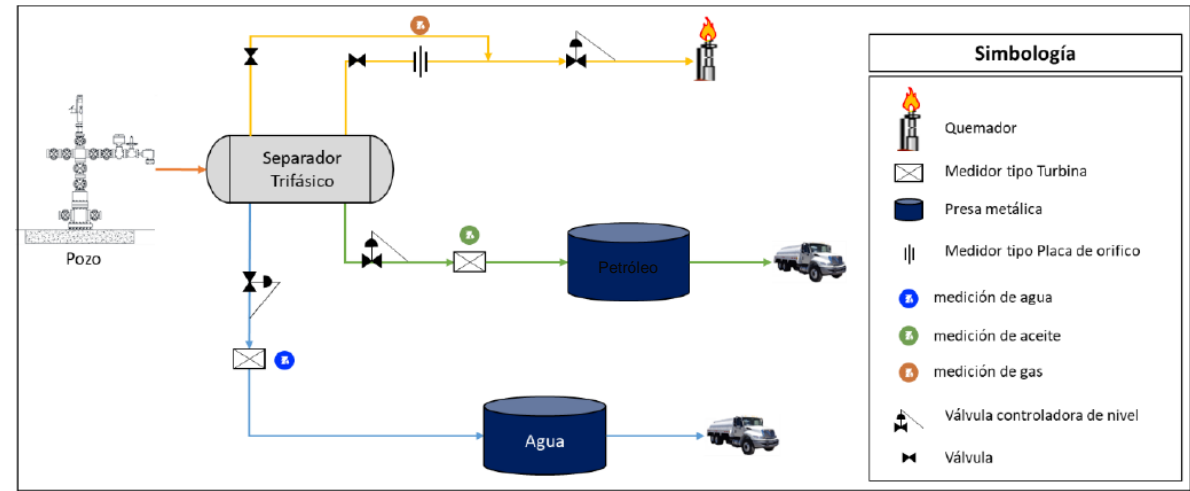 Simbología
Quemador
Separador
Trifásico
Medidor tipo Turbina
Presa metálica
Pozo
Petróleo
Medidor tipo Placa de orifico
medición de agua
medición de aceite
medición de gas
Válvula controladora de nivel
Agua
Válvula